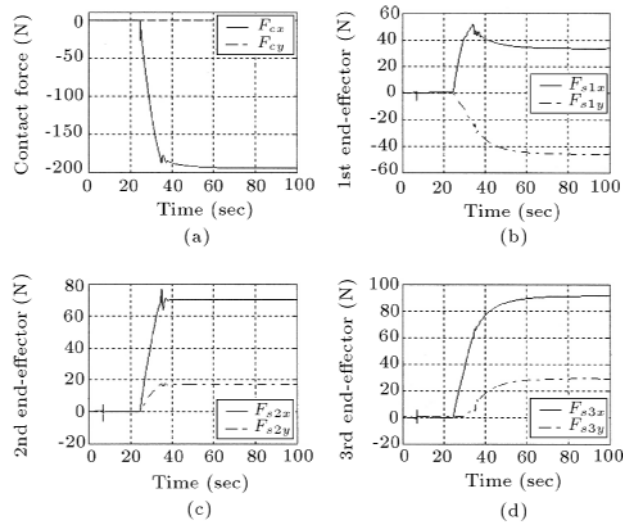 Contact force (N)
0
-50
-100
-150
-200
F_cx
F_cy
0 20 40 60 80 100
Time (sec)
(a)
1st end-effector (N)
60
40
20
0
-20
-40
60
F_s1x
F_s1y
0 20 40 60 80 100
Time (sec)
(b)
2nd end-effector (N)
80
60
40
20
0
20
F_s2x
F_s2y
0 20 40 60 80 100
Time (sec)
(c)
3rd end-effector (N)
100
80
60
40
20
0
-20
F_s3x
F_s3y
0 20 40 60 80 100
Time (sec)
(d)